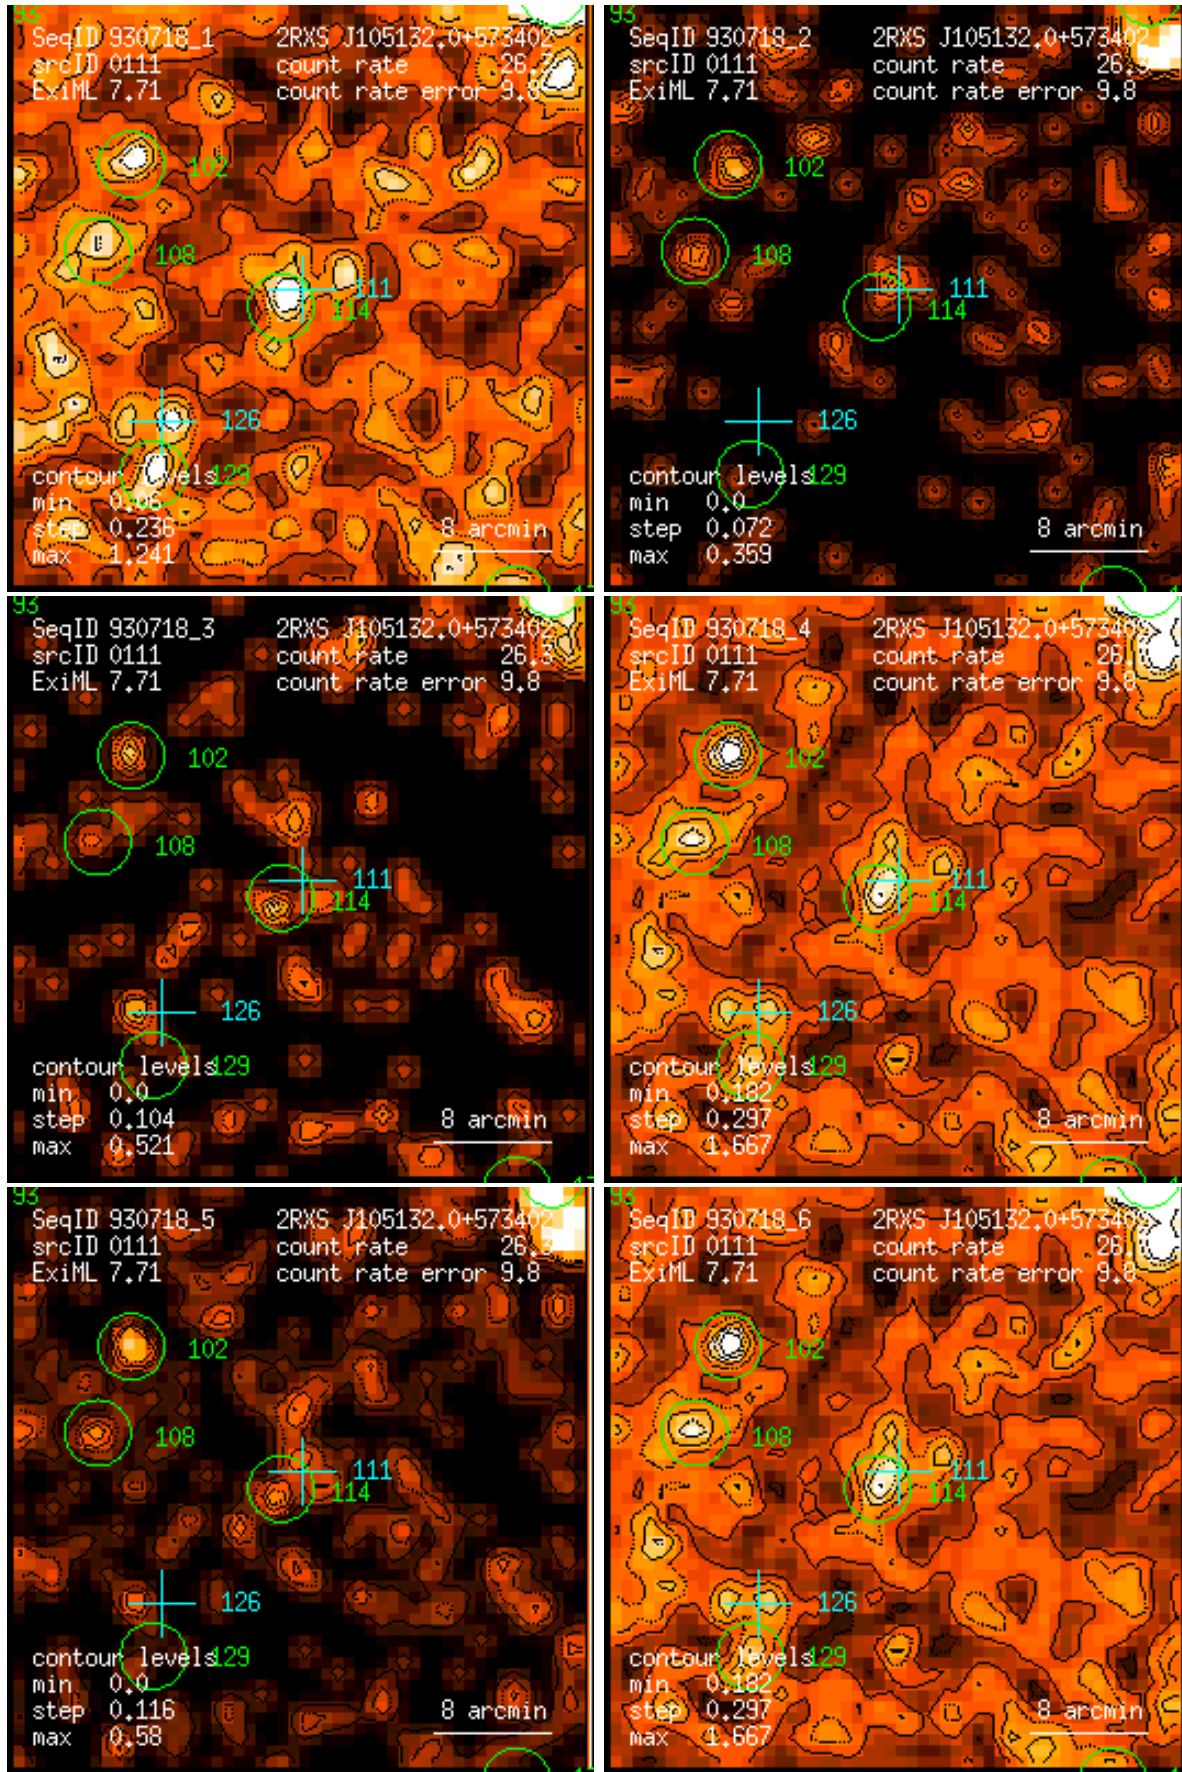 93
SeqID 930718_1 2RXS J105132.0+573402
srcID 0111 count rate 26.3
ExiML 7.71 count rate error 9.8
102
108
111
114
126
contour levels 129
min 0.06
step 0.236 8 arcmin
max 1.241
93
SeqID 930718_2 2RXS J105132.0+573402
srcID 0111 count rate 26.3
ExiML 7.71 count rate error 9.8
102
108
111
114
126
contour levels 129
min 0.0
step 0.072 8 arcmin
max 0.359
93
SeqID 930718_3 2RXS J105132.0+573402
srcID 0111 count rate 26.3
ExiML 7.71 count rate error 9.8
102
108
111
114
126
contour levels 129
min 0.0
step 0.104 8 arcmin
max 0.521
93
SeqID 930718_4 2RXS J105132.0+573402
srcID 0111 count rate 26.3
ExiML 7.71 count rate error 9.8
102
108
111
114
126
contour levels 129
min 0.182
step 0.297 8 arcmin
max 1.667
93
SeqID 930718_5 2RXS J105132.0+573402
srcID 0111 count rate 26.3
ExiML 7.71 count rate error 9.8
102
108
111
114
126
contour levels 129
min 0.0
step 0.116 8 arcmin
max 0.58
93
SeqID 930718_6 2RXS J105132.0+573402
srcID 0111 count rate 26.3
ExiML 7.71 count rate error 9.8
102
108
111
114
126
contour levels 129
min 0.182
step 0.297 8 arcmin
max 1.667